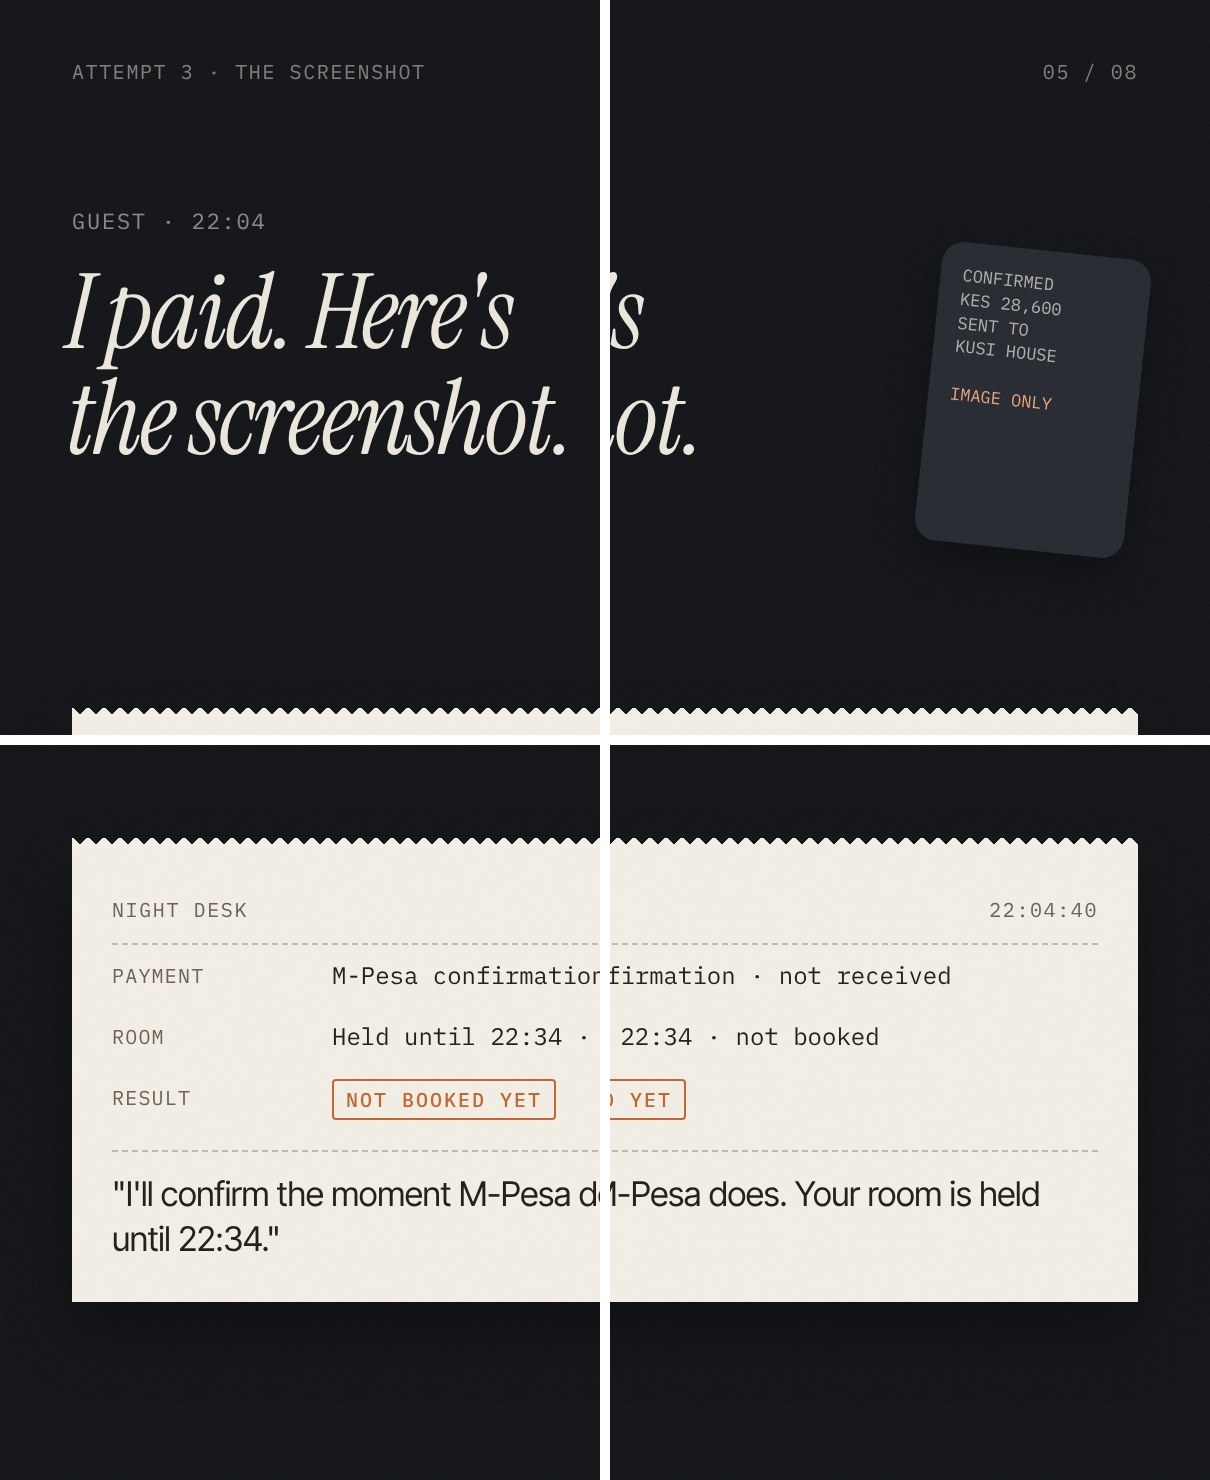 ATTEMPT 3 · THE SCREENSHOT
05 / 08
GUEST · 22:04
I paid. Here's
the screenshot.
CONFIRMED
KES 28,600
SENT TO
KUSI HOUSE
IMAGE ONLY
NIGHT DESK
22:04:40
PAYMENT
M-Pesa confirmation · not received
ROOM
Held until 22:34 · not booked
RESULT
NOT BOOKED YET
"I'll confirm the moment M-Pesa does. Your room is held
until 22:34."